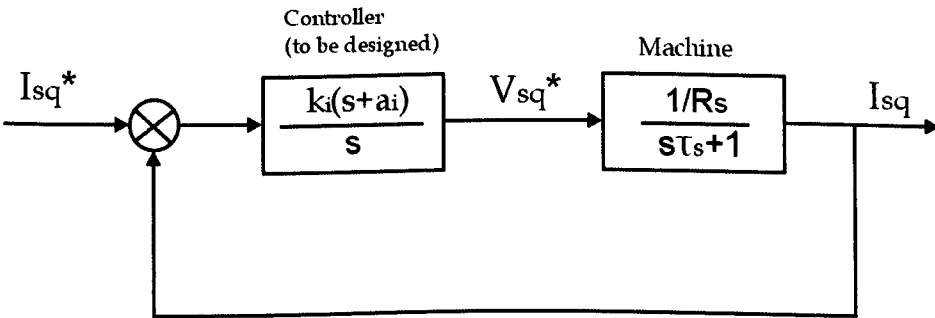 Controller
(to be designed)
Machine
Isq*
ki(s+ai)
s
Vsq*
1/Rs
sτs+1
Isq